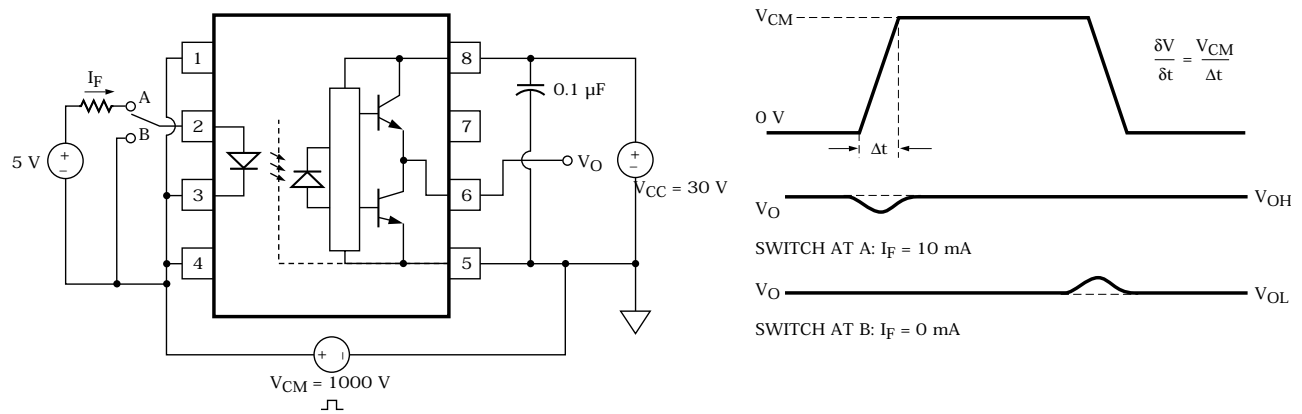 1
2
3
4
8
7
6
5
I_F
A
B
5 V
+
–
0.1 µF
V_O
+
–
V_CC = 30 V
+
–
V_CM = 1000 V
V_CM
0 V
Δt
δV/δt = V_CM/Δt
V_O
V_OH
SWITCH AT A: I_F = 10 mA
V_O
V_OL
SWITCH AT B: I_F = 0 mA